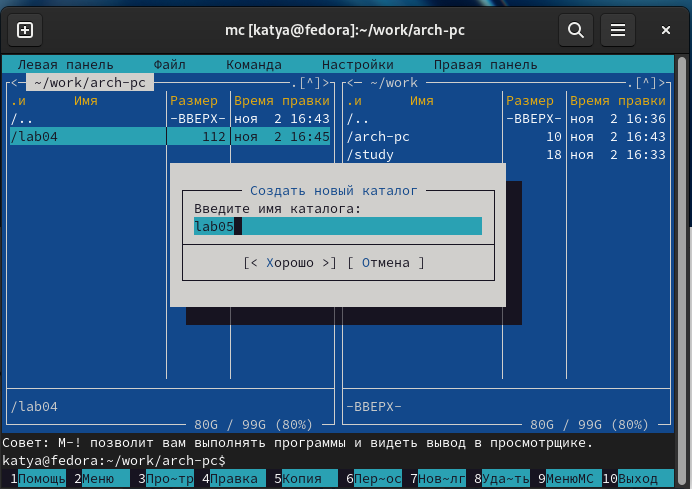 mc [katya@fedora]:~/work/arch-pc
Левая панель Файл Команда Настройки Правая панель
<— ~/work/arch-pc .[^]> <— ~/work .[^]>
.и Имя Размер Время правки .и Имя Размер Время правки
/.. -ВВЕРХ- ноя 2 16:43 /.. -ВВЕРХ- ноя 2 16:36
/lab04 112 ноя 2 16:45 /arch-pc 10 ноя 2 16:43
/study 18 ноя 2 16:33
Создать новый каталог
Введите имя каталога:
lab05
[< Хорошо >] [ Отмена ]
/lab04 -ВВЕРХ-
80G / 99G (80%) 80G / 99G (80%)
Совет: M-! позволит вам выполнять программы и видеть вывод в просмотрщике.
katya@fedora:~/work/arch-pc$
1Помощь 2Меню 3Про~тр 4Правка 5Копия 6Пер~ос 7Нов~лг 8Уда~ть 9МенюMC 10Выход